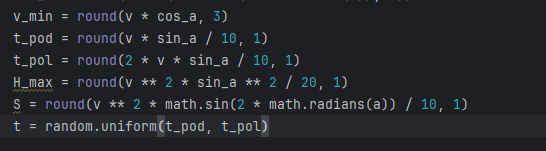 v_min = round(v * cos_a, 3)
t_pod = round(v * sin_a / 10, 1)
t_pol = round(2 * v * sin_a / 10, 1)
H_max = round(v ** 2 * sin_a ** 2 / 20, 1)
S = round(v ** 2 * math.sin(2 * math.radians(a)) / 10, 1)
t = random.uniform(t_pod, t_pol)